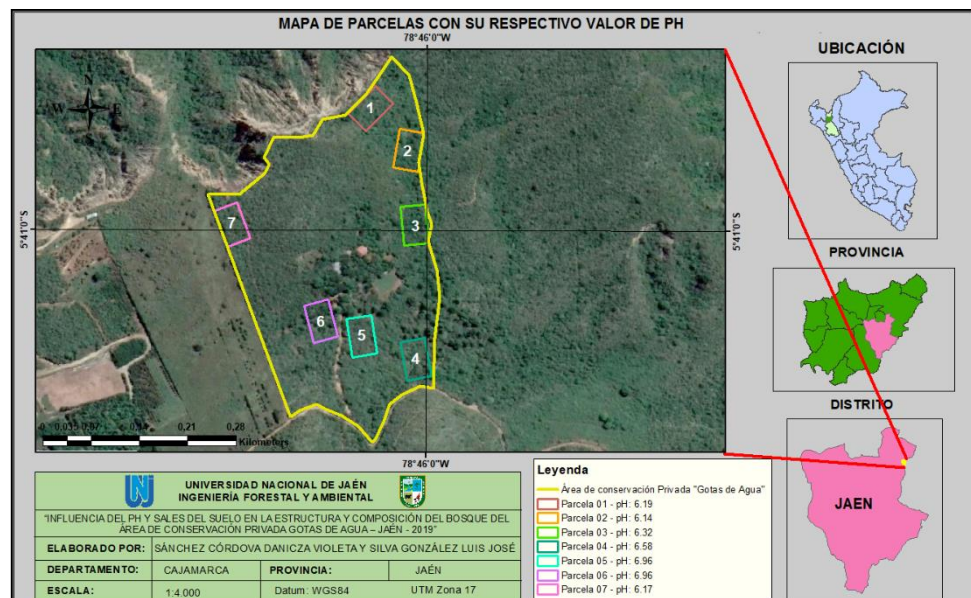 MAPA DE PARCELAS CON SU RESPECTIVO VALOR DE PH
78°46'0"W
5°41'0"S
5°41'0"S
78°46'0"W
N
W
E
S
1
2
3
7
6
5
4
0 0,035 0,07 0,14 0,21 0,28
Kilometers
UBICACIÓN
PROVINCIA
DISTRITO
JAEN
UNIVERSIDAD NACIONAL DE JAÉN
INGENIERÍA FORESTAL Y AMBIENTAL
"INFLUENCIA DEL PH Y SALES DEL SUELO EN LA ESTRUCTURA Y COMPOSICIÓN DEL BOSQUE DEL
ÁREA DE CONSERVACIÓN PRIVADA GOTAS DE AGUA – JAÉN - 2019"
ELABORADO POR: SÁNCHEZ CÓRDOVA DANICZA VIOLETA Y SILVA GONZÁLEZ LUIS JOSÉ
DEPARTAMENTO: CAJAMARCA PROVINCIA: JAÉN
ESCALA: 1:4.000 Datum: WGS84 UTM Zona 17
Leyenda
Área de conservación Privada "Gotas de Agua"
Parcela 01 - pH: 6.19
Parcela 02 - pH: 6.14
Parcela 03 - pH: 6.32
Parcela 04 - pH: 6.58
Parcela 05 - pH: 6.96
Parcela 06 - pH: 6.96
Parcela 07 - pH: 6.17